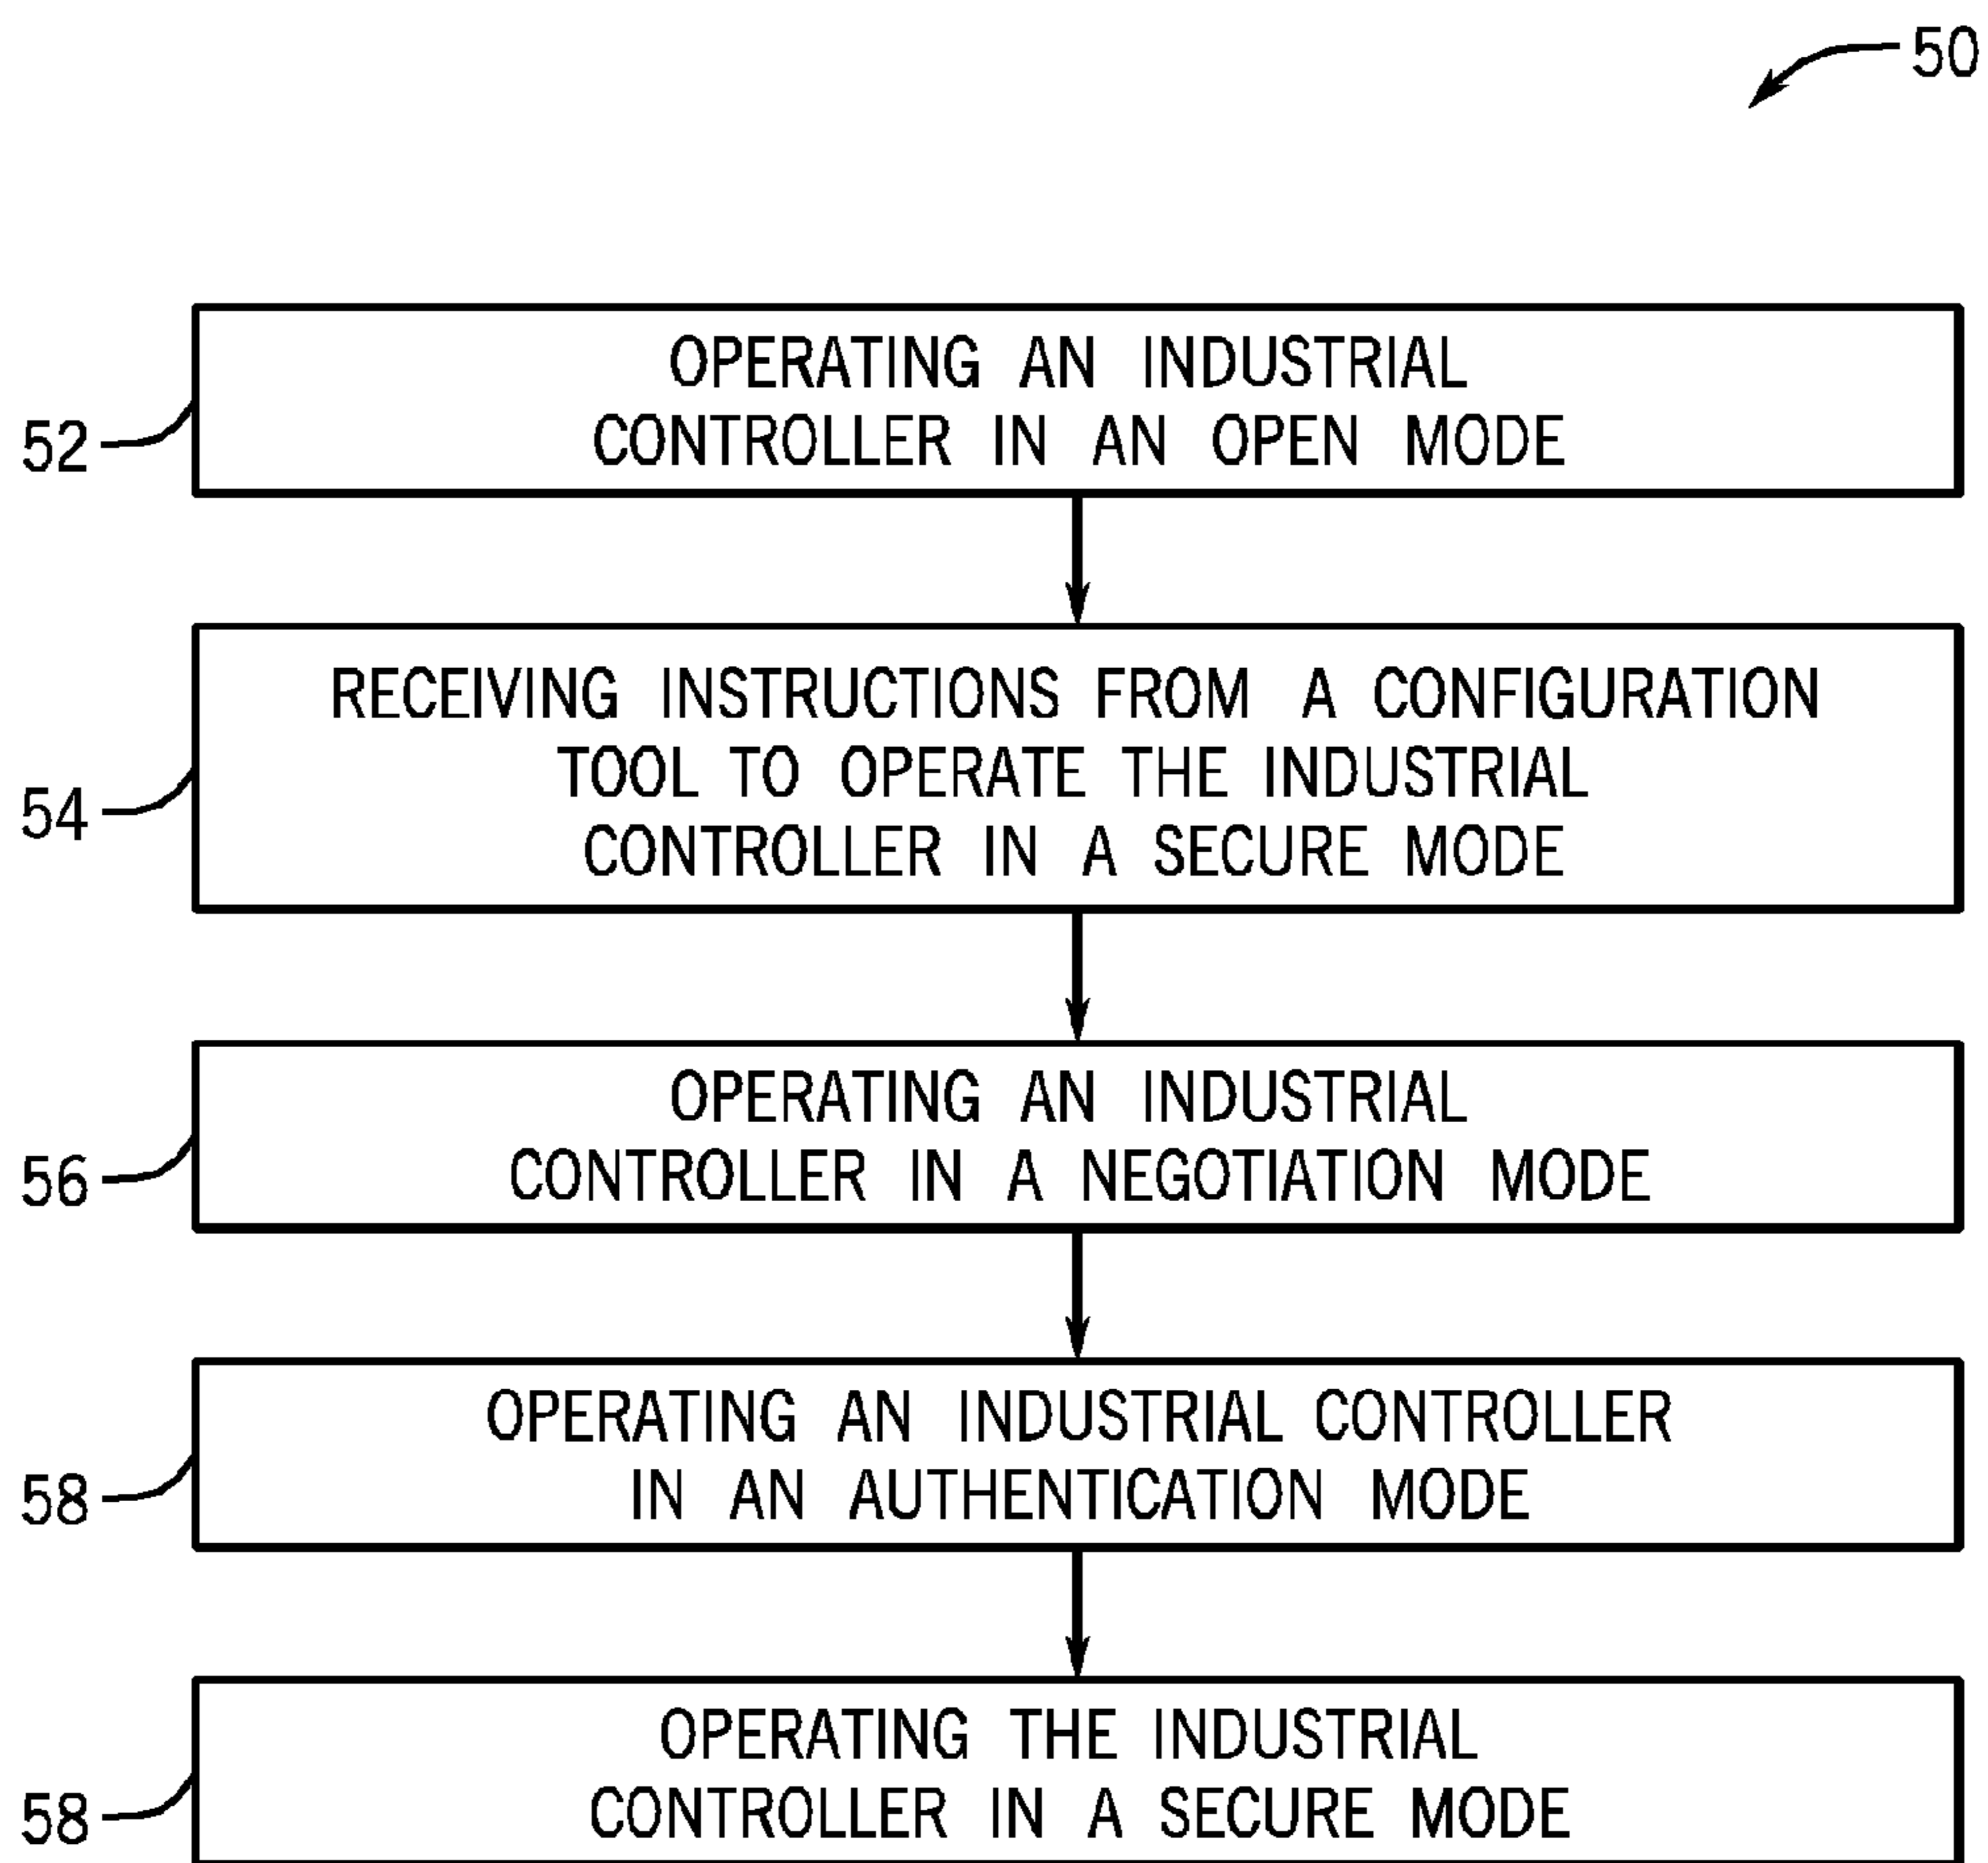 50
OPERATING AN INDUSTRIAL
CONTROLLER IN AN OPEN MODE
52
RECEIVING INSTRUCTIONS FROM A CONFIGURATION
TOOL TO OPERATE THE INDUSTRIAL
CONTROLLER IN A SECURE MODE
54
OPERATING AN INDUSTRIAL
CONTROLLER IN A NEGOTIATION MODE
56
OPERATING AN INDUSTRIAL CONTROLLER
IN AN AUTHENTICATION MODE
58
OPERATING THE INDUSTRIAL
CONTROLLER IN A SECURE MODE
58